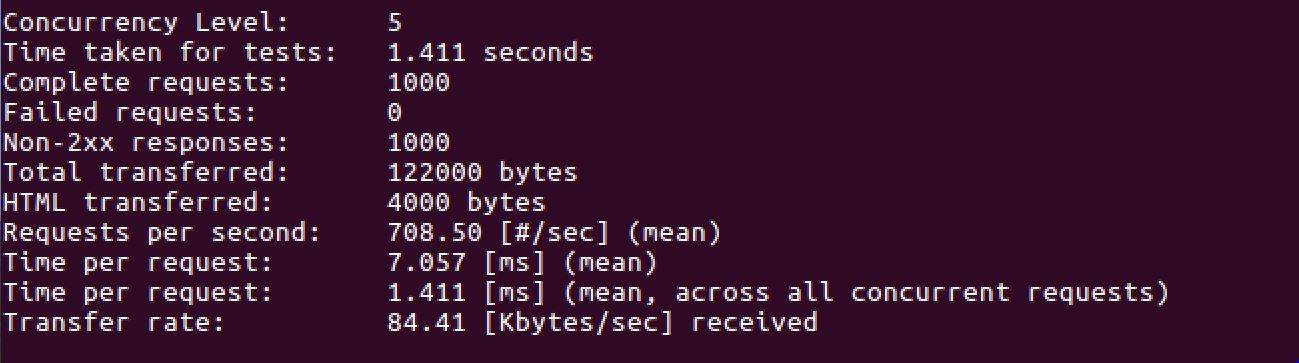 Concurrency Level:      5
Time taken for tests:   1.411 seconds
Complete requests:      1000
Failed requests:        0
Non-2xx responses:      1000
Total transferred:      122000 bytes
HTML transferred:       4000 bytes
Requests per second:    708.50 [#/sec] (mean)
Time per request:       7.057 [ms] (mean)
Time per request:       1.411 [ms] (mean, across all concurrent requests)
Transfer rate:          84.41 [Kbytes/sec] received